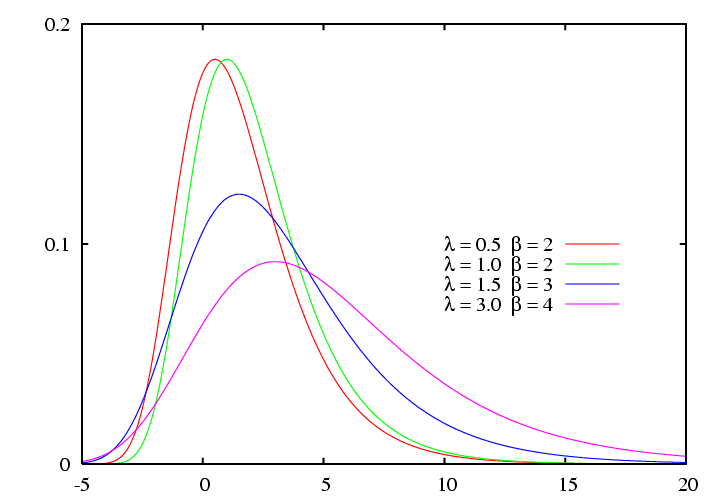 0.2
0.1
λ = 0.5 β = 2
λ = 1.0 β = 2
λ = 1.5 β = 3
λ = 3.0 β = 4
0
-5 0 5 10 15 20